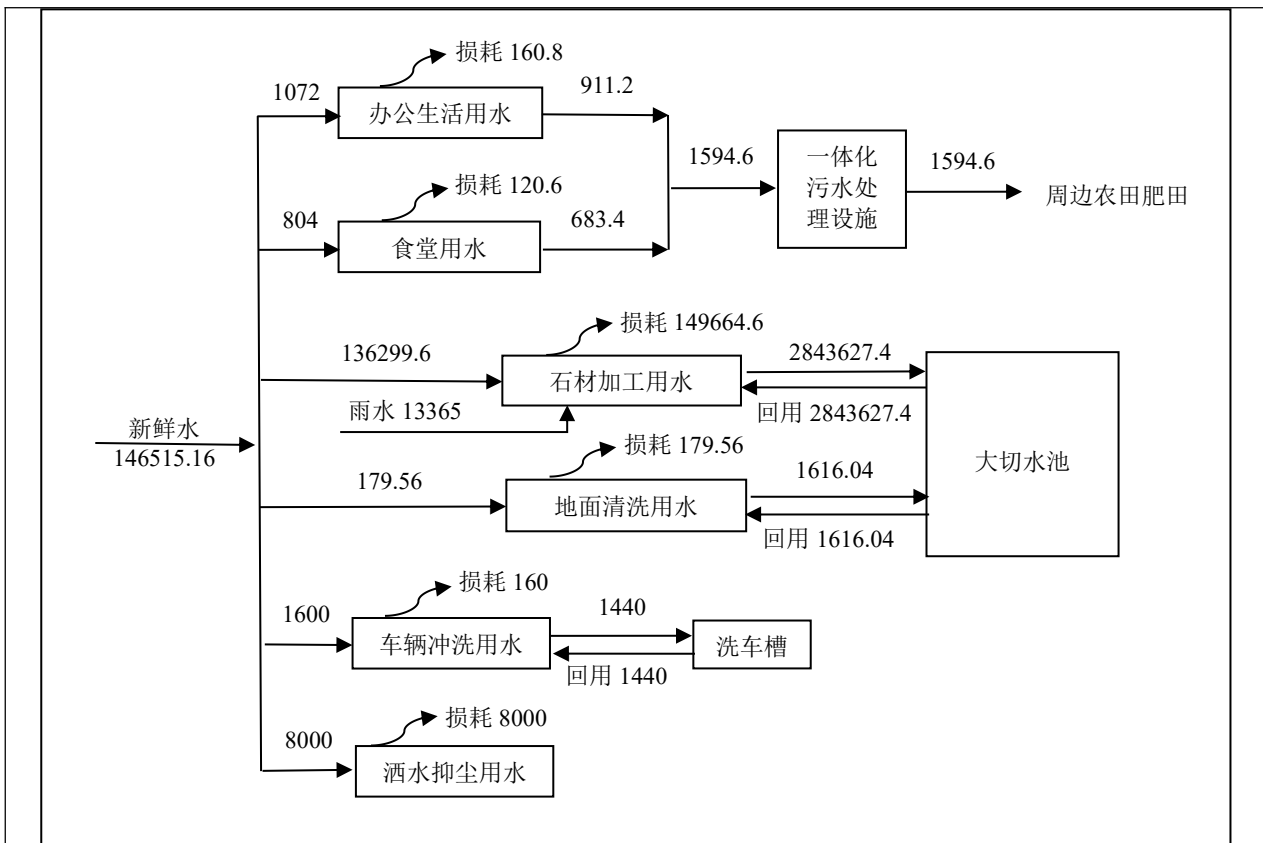 损耗 160.8
1072
911.2
办公生活用水
1594.6
一体化
污水处
理设施
1594.6
周边农田肥田
损耗 120.6
804
683.4
食堂用水
损耗 149664.6
136299.6
2843627.4
石材加工用水
雨水 13365
回用 2843627.4
新鲜水
146515.16
大切水池
损耗 179.56
179.56
1616.04
地面清洗用水
回用 1616.04
损耗 160
1600
1440
车辆冲洗用水
洗车槽
回用 1440
损耗 8000
8000
洒水抑尘用水